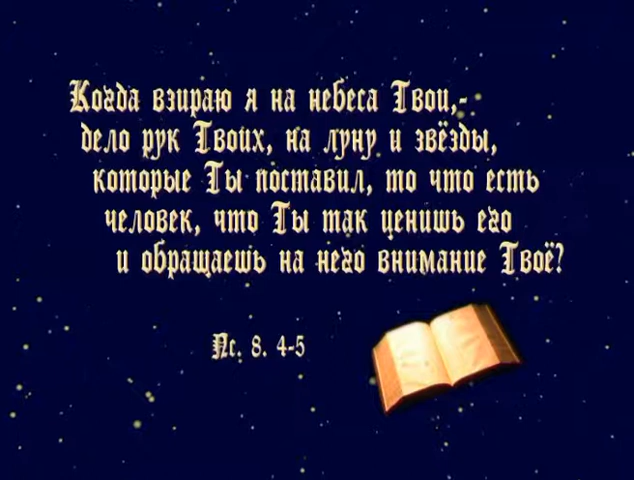 Когда взираю я на небеса Твои,-
дело рук Твоих, на луну и звёзды,
которые Ты поставил, то что есть
человек, что Ты так ценишь его
и обращаешь на него внимание Твоё?
Пс. 8. 4-5